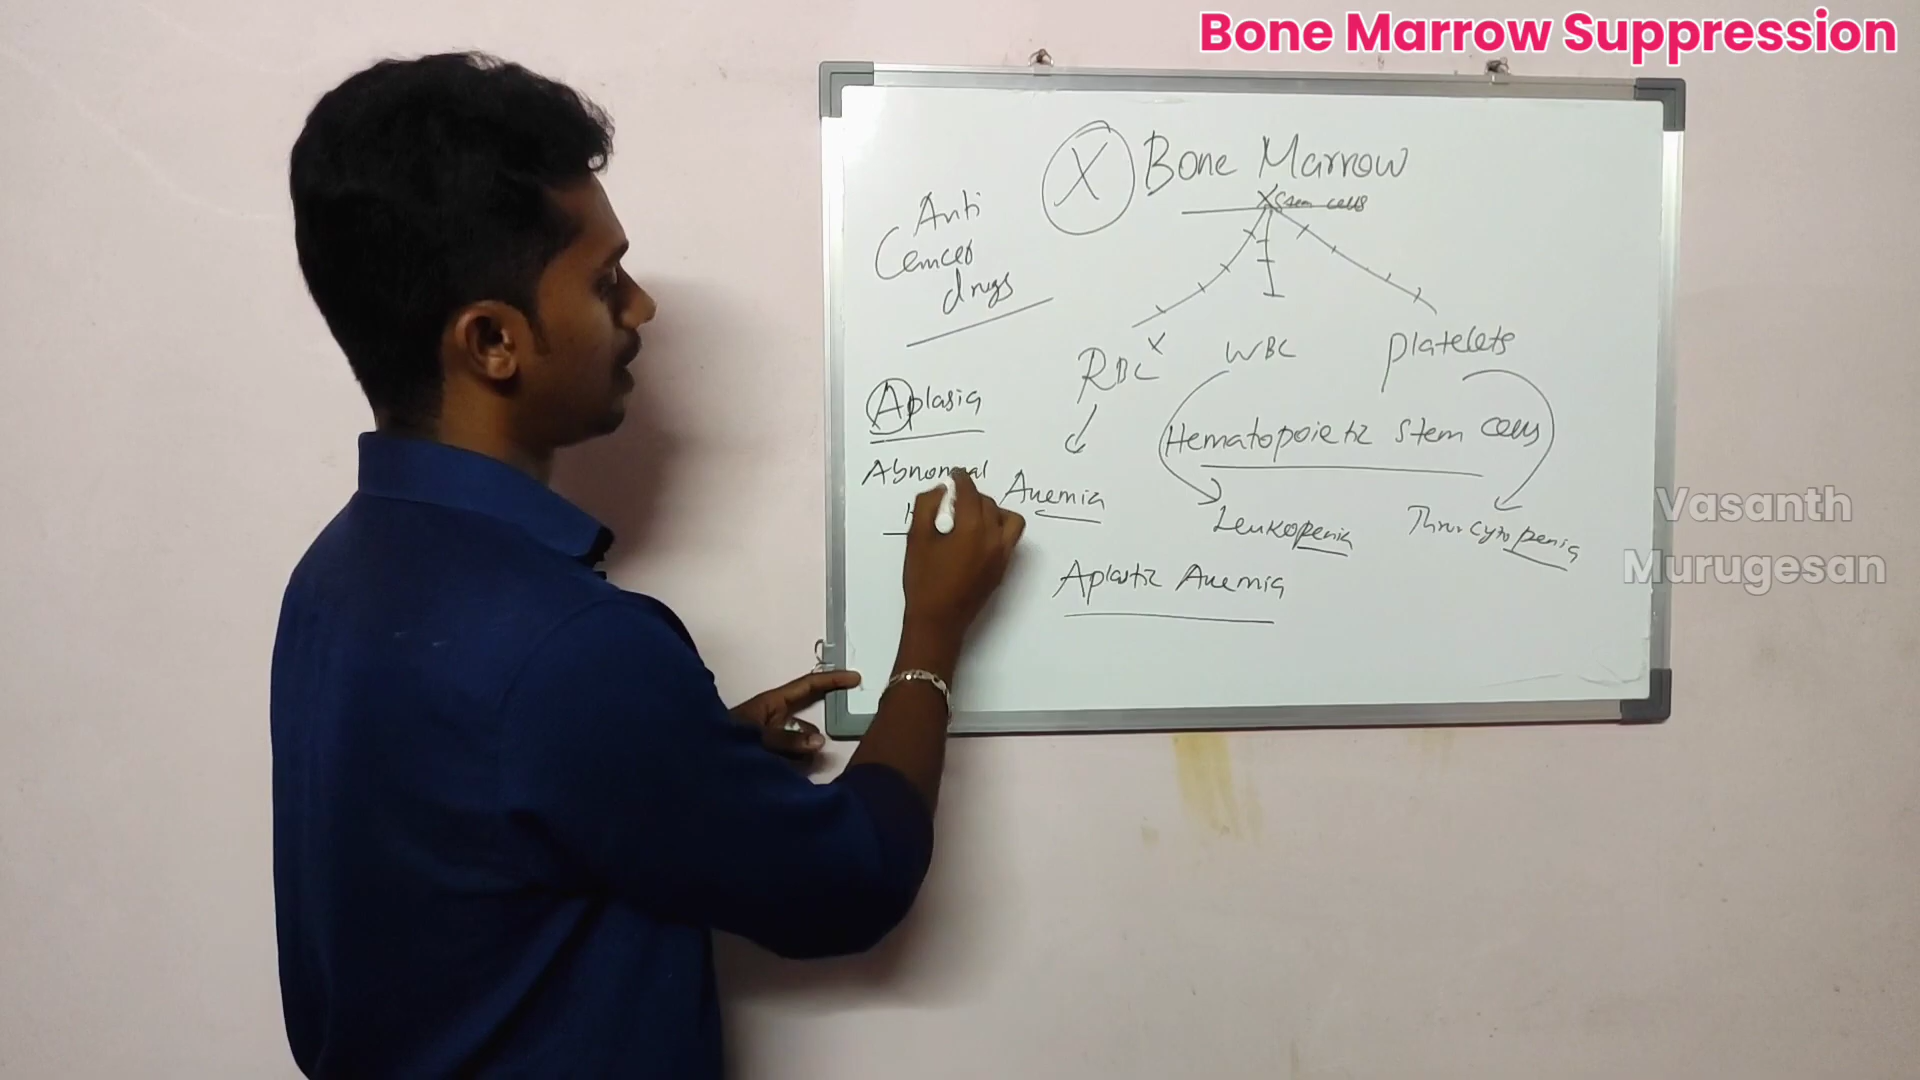 Bone Marrow Suppression
X Bone Marrow
X Stem cells
Anti
Cancer
drugs
RBC X
WBC
Platelets
Aplasia
Hematopoietic Stem Cells
Abnormal
Anemia
Leukopenia
Aplastic Anemia
Vasanth
Murugesan